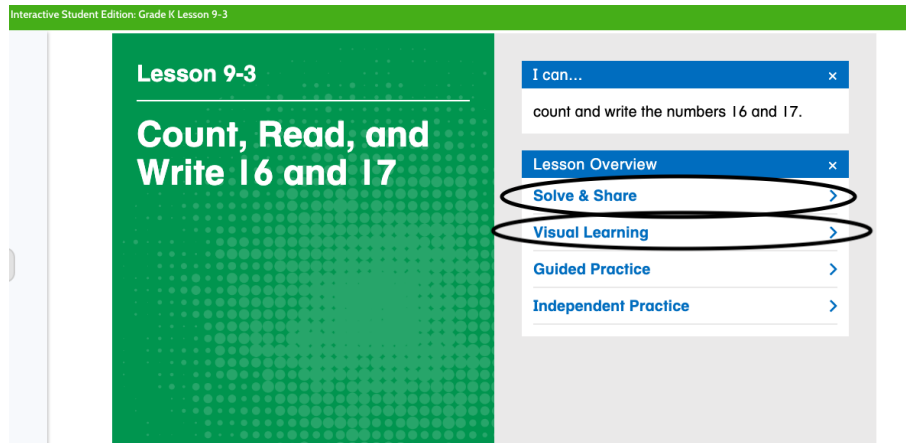 Interactive Student Edition: Grade K Lesson 9-3
Lesson 9-3
Count, Read, and
Write 16 and 17
I can...
×
count and write the numbers 16 and 17.
Lesson Overview
×
Solve & Share
Visual Learning
Guided Practice
Independent Practice